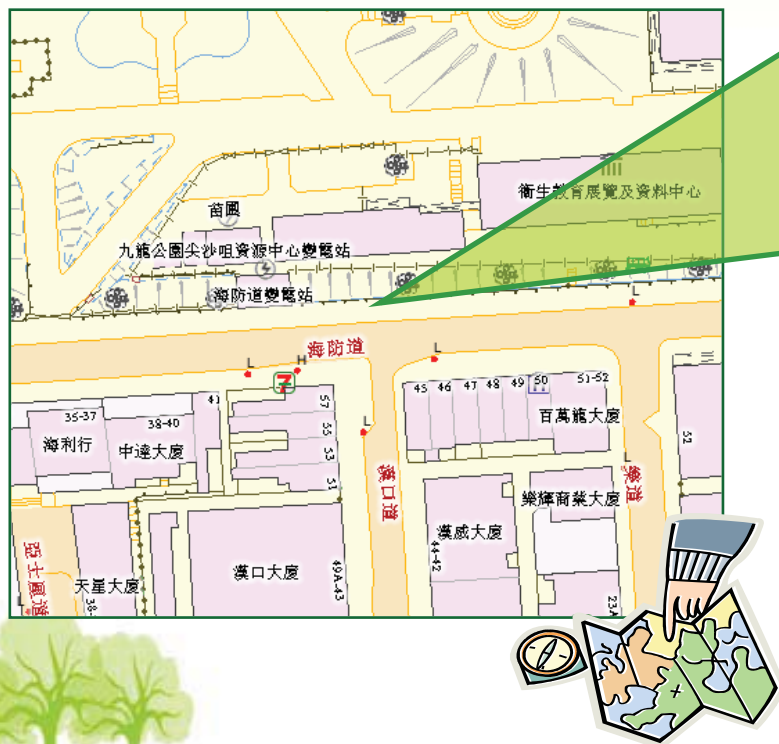 衞生教育展覽及資料中心
苗圃
九龍公園尖沙咀資源中心變電站
海防道變電站
L
海防道
L
H
L
7
45
46
47
48
49
50
51-52
35-37
38-40
41
57
55
53
51
L
百萬龍大廈
52
海利行
中達大廈
漢口道
L
樂道
樂輝商業大廈
漢威大廈
44-42
亞士厘道
天星大廈
38-
漢口大廈
49A-43
23A
L